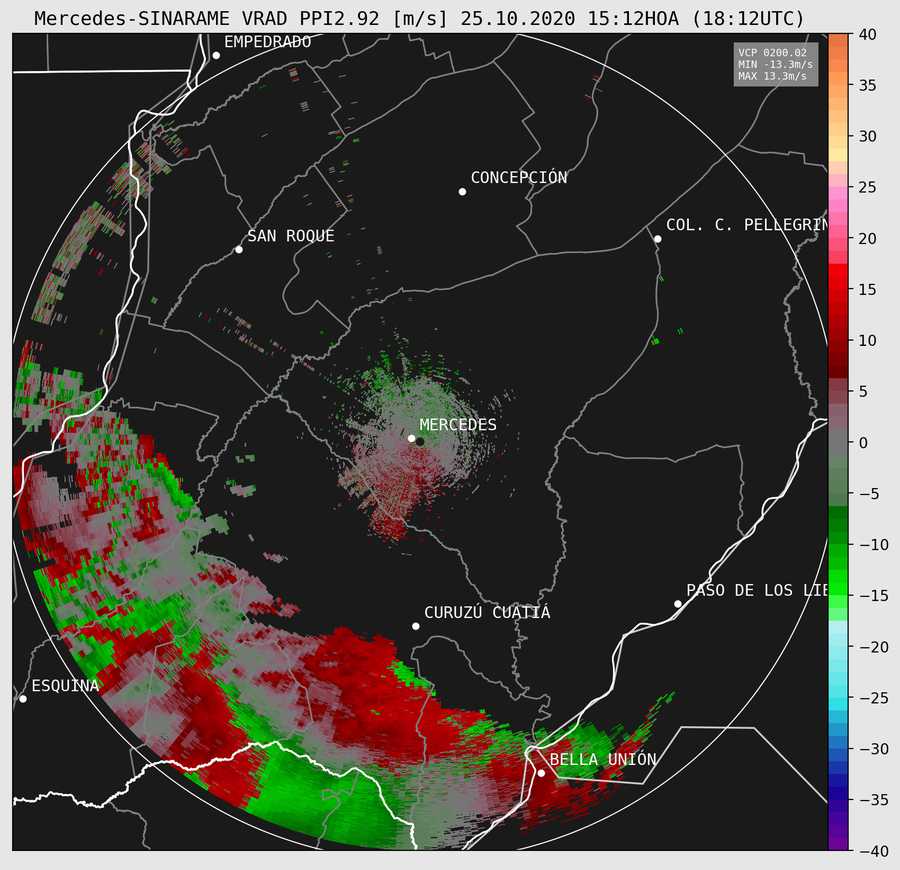 Mercedes-SINARAME VRAD PPI2.92 [m/s] 25.10.2020 15:12HOA (18:12UTC)
EMPEDRADO
VCP 0200.02
MIN -13.3m/s
MAX 13.3m/s
CONCEPCIÓN
SAN ROQUE
COL. C. PELLEGRIN
MERCEDES
PASO DE LOS LIE
CURUZÚ CUATIÁ
ESQUINA
BELLA UNIÓN
40
35
30
25
20
15
10
5
0
−5
−10
−15
−20
−25
−30
−35
−40